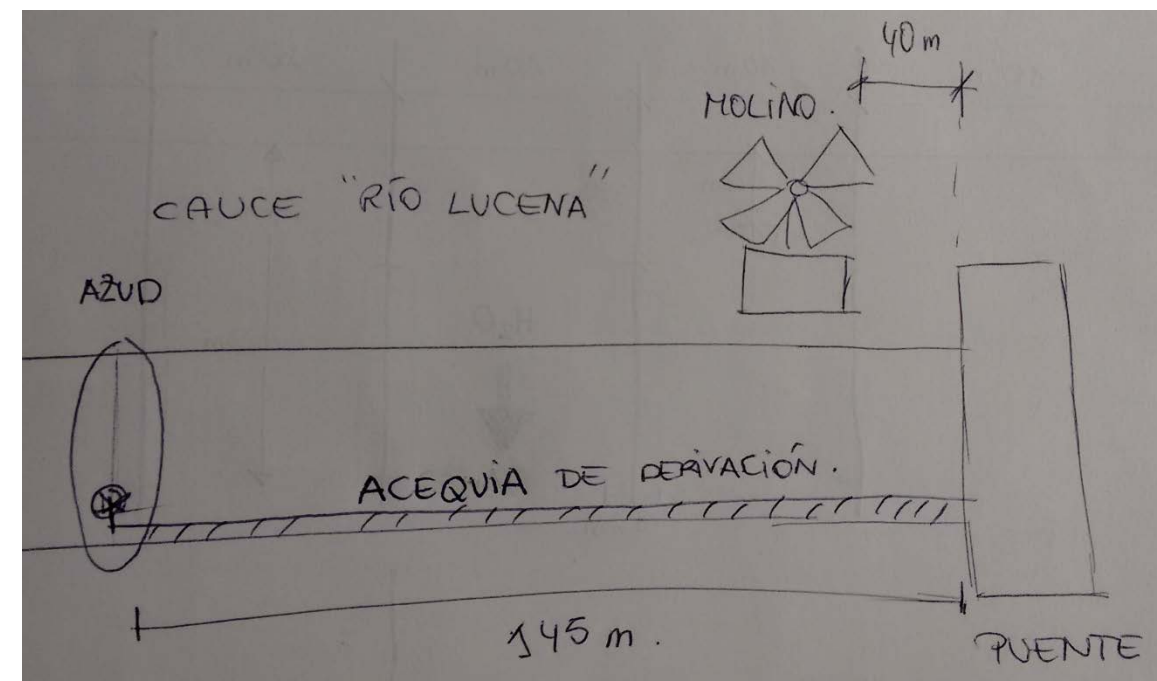 40 m
MOLINO.
CAUCE "RÍO LUCENA"
AZUD
ACEQUIA DE DERIVACIÓN.
145 m.
PUENTE